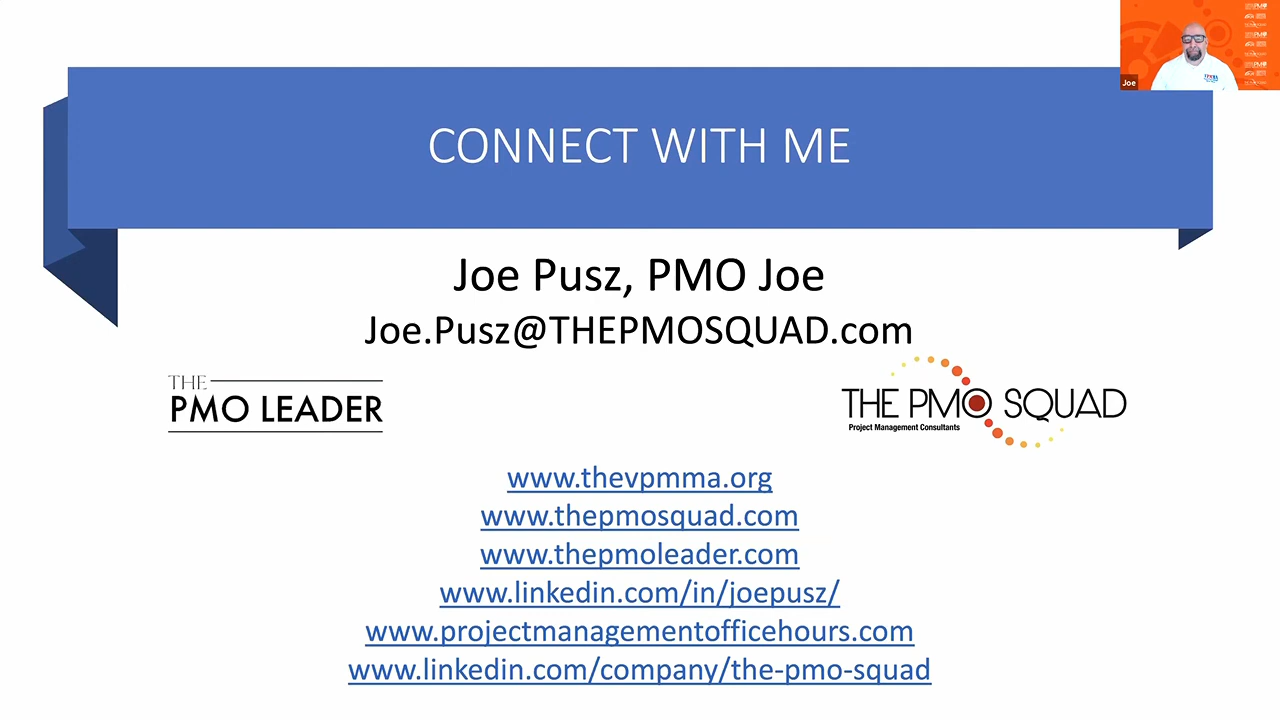 Joe
CONNECT WITH ME
Joe Pusz, PMO Joe
Joe.Pusz@THEPMOSQUAD.com
THE
PMO LEADER
THE PMO SQUAD
Project Management Consultants
www.thevpmma.org
www.thepmosquad.com
www.thepmoleader.com
www.linkedin.com/in/joepusz/
www.projectmanagementofficehours.com
www.linkedin.com/company/the-pmo-squad